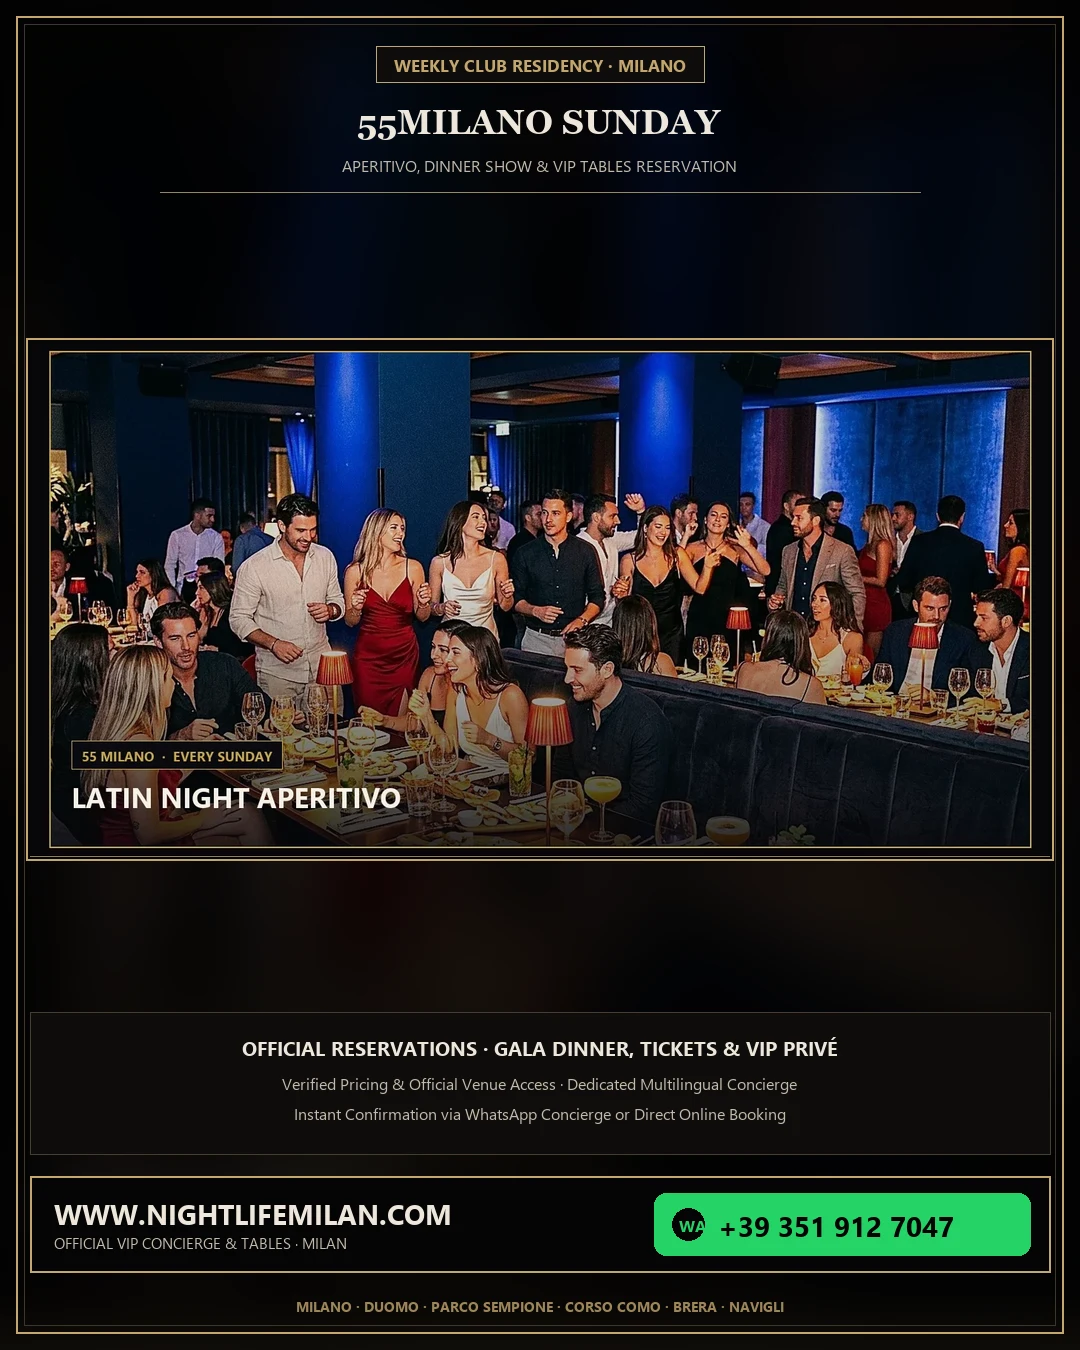 WEEKLY CLUB RESIDENCY · MILANO
55MILANO SUNDAY
APERITIVO, DINNER SHOW & VIP TABLES RESERVATION
55 MILANO · EVERY SUNDAY
LATIN NIGHT APERITIVO
OFFICIAL RESERVATIONS · GALA DINNER, TICKETS & VIP PRIVÉ
Verified Pricing & Official Venue Access · Dedicated Multilingual Concierge
Instant Confirmation via WhatsApp Concierge or Direct Online Booking
WWW.NIGHTLIFEMILAN.COM
OFFICIAL VIP CONCIERGE & TABLES · MILAN
WA +39 351 912 7047
MILANO · DUOMO · PARCO SEMPIONE · CORSO COMO · BRERA · NAVIGLI